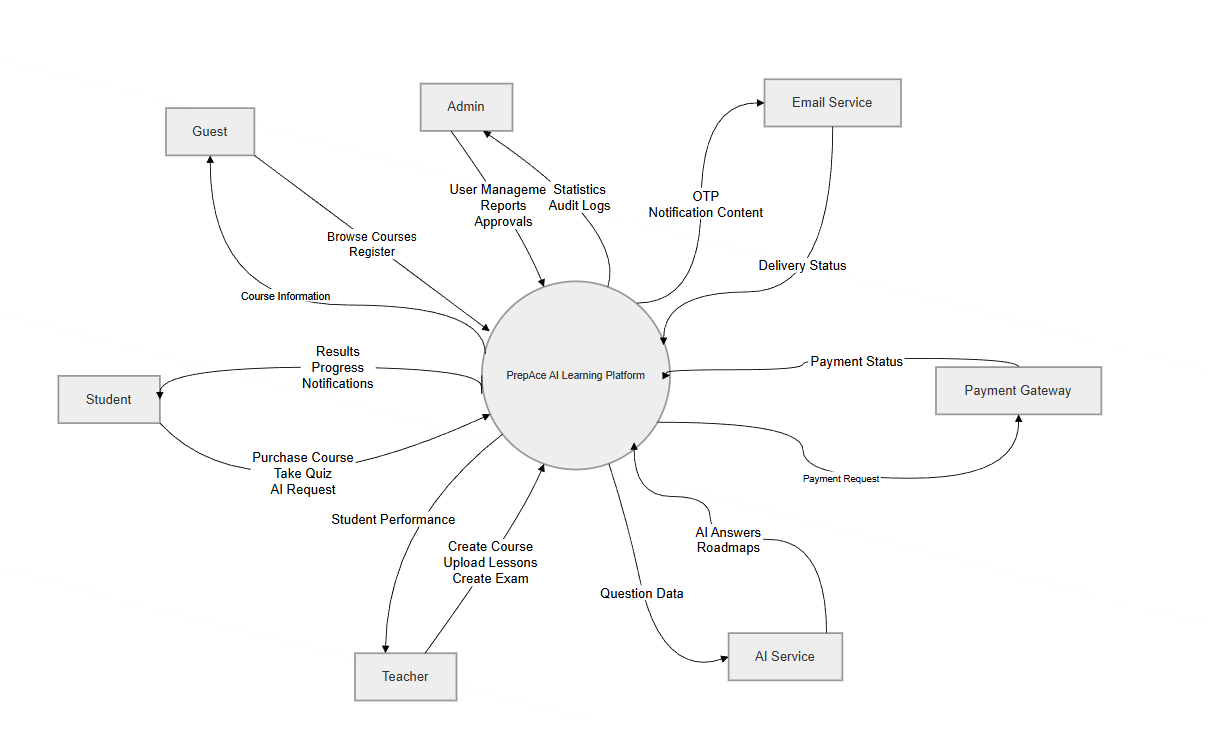 Admin
Email Service
Guest
User Manageme
Reports
Approvals
Statistics
Audit Logs
OTP
Notification Content
Browse Courses
Register
Delivery Status
Course Information
Results
Progress
Notifications
PrepAce AI Learning Platform
Payment Status
Payment Gateway
Student
Purchase Course
Take Quiz
AI Request
Payment Request
Student Performance
AI Answers
Roadmaps
Create Course
Upload Lessons
Create Exam
Question Data
AI Service
Teacher